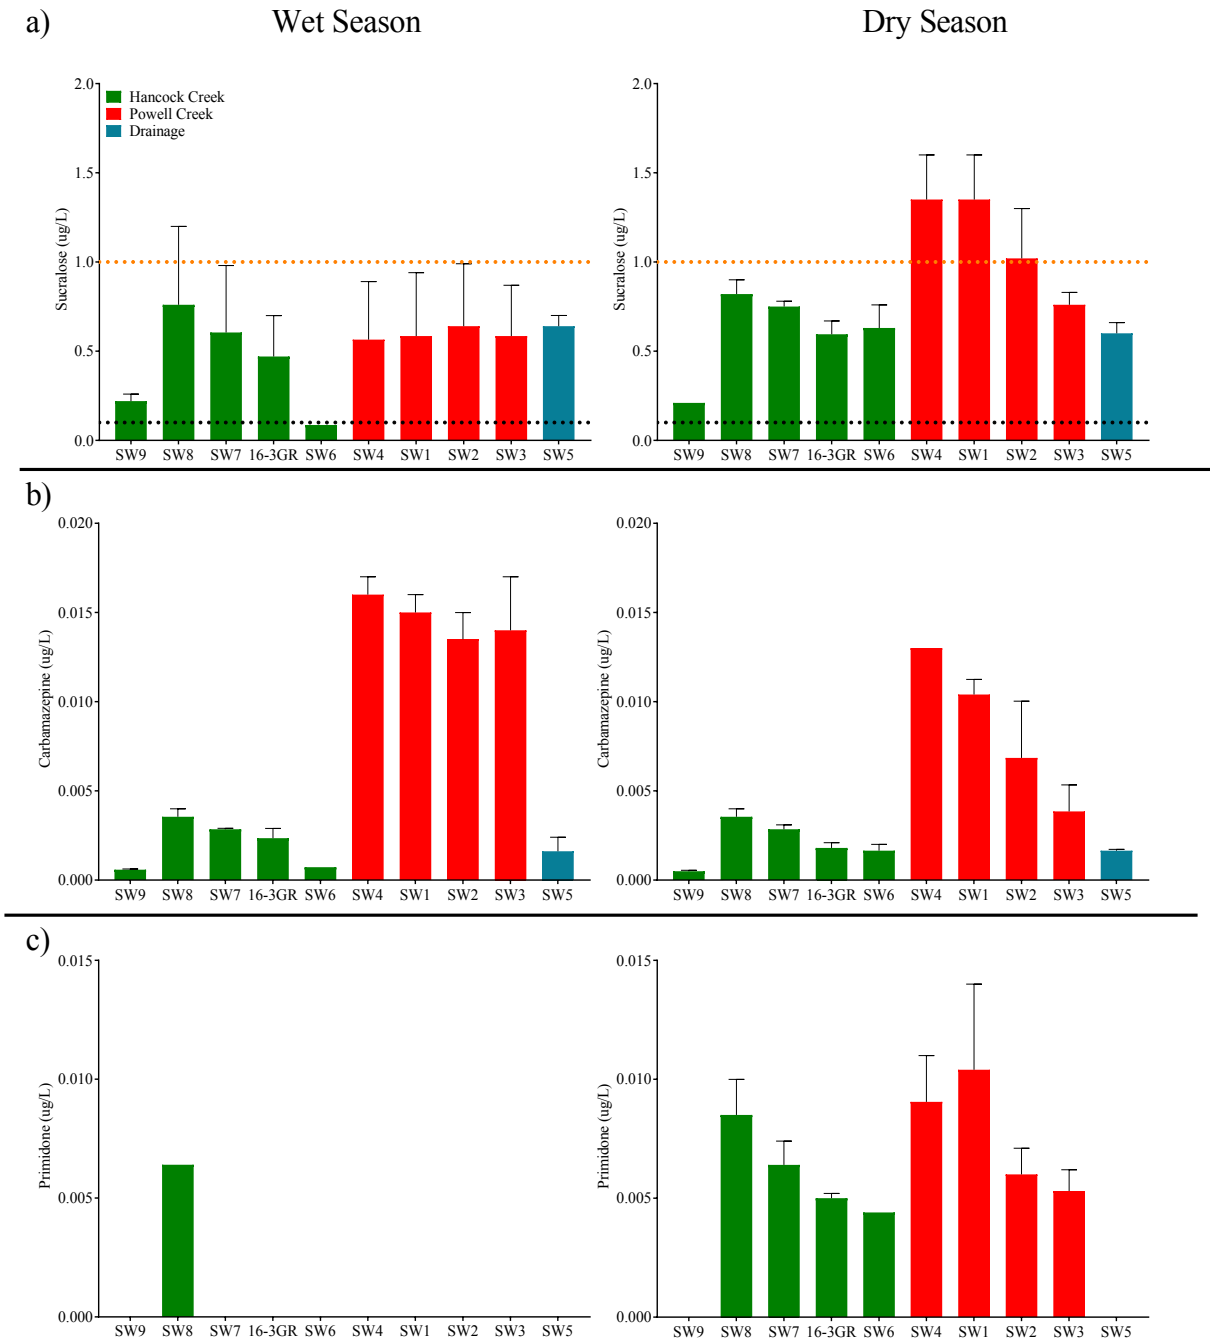 a)
Wet Season
Dry Season
2.0
1.5
1.0
0.5
0.0
Sucralose (ug/L)
Hancock Creek
Powell Creek
Drainage
SW9 SW8 SW7 16-3GR SW6 SW4 SW1 SW2 SW3 SW5
2.0
1.5
1.0
0.5
0.0
Sucralose (ug/L)
SW9 SW8 SW7 16-3GR SW6 SW4 SW1 SW2 SW3 SW5
b)
0.020
0.015
0.010
0.005
0.000
Carbamazepine (ug/L)
SW9 SW8 SW7 16-3GR SW6 SW4 SW1 SW2 SW3 SW5
0.020
0.015
0.010
0.005
0.000
Carbamazepine (ug/L)
SW9 SW8 SW7 16-3GR SW6 SW4 SW1 SW2 SW3 SW5
c)
0.015
0.010
0.005
0.000
Primidone (ug/L)
SW9 SW8 SW7 16-3GR SW6 SW4 SW1 SW2 SW3 SW5
0.015
0.010
0.005
0.000
Primidone (ug/L)
SW9 SW8 SW7 16-3GR SW6 SW4 SW1 SW2 SW3 SW5